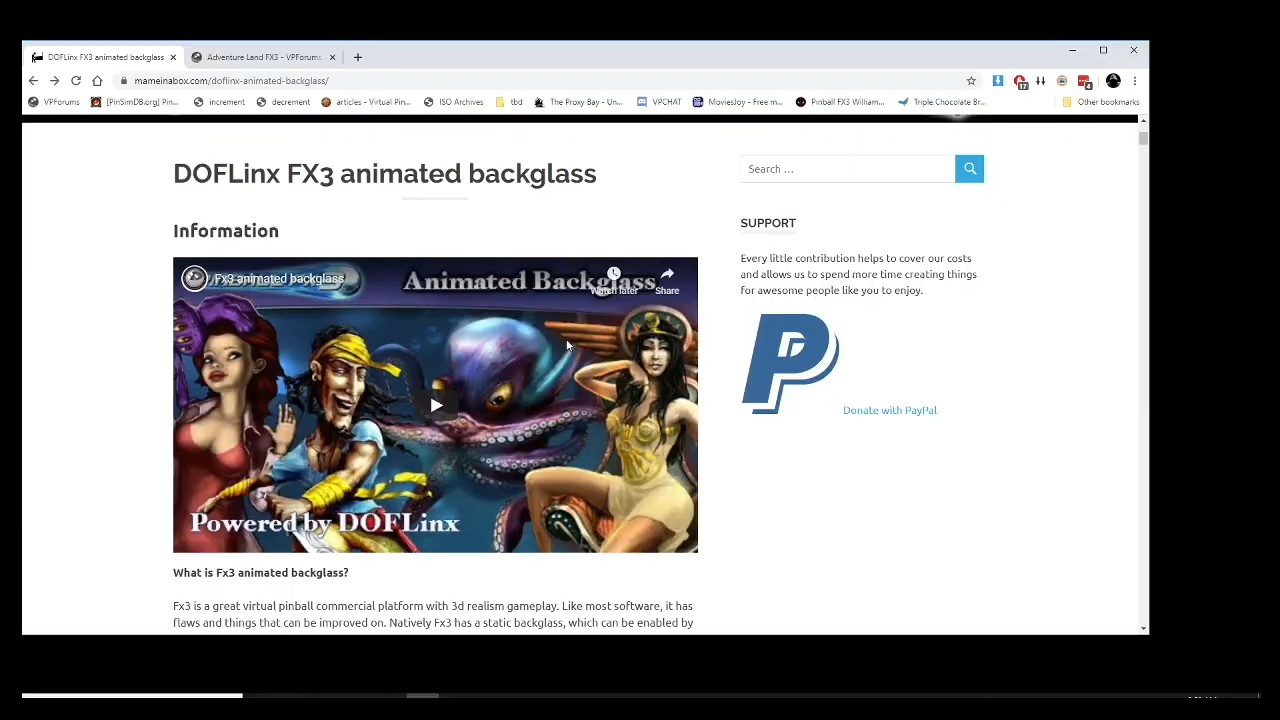 DOFLinx FX3 animated backglass
Adventure Land FX3 - VPForums
mameinabox.com/doflinx-animated-backglass/
VPForums
[PinSimDB.org] Pin...
increment
decrement
articles - Virtual Pin...
ISO Archives
tbd
The Proxy Bay - Un...
VPCHAT
MoviesJoy - Free m...
Pinball FX3 William...
Triple Chocolate Br...
Other bookmarks
17
4
DOFLinx FX3 animated backglass
Search ...
Information
SUPPORT
Fx3 animated backglass
Animated Backglass
Watch later
Share
Powered by DOFLinx
Every little contribution helps to cover our costs
and allows us to spend more time creating things
for awesome people like you to enjoy.
Donate with PayPal
What is Fx3 animated backglass?
Fx3 is a great virtual pinball commercial platform with 3d realism gameplay. Like most software, it has
flaws and things that can be improved on. Natively Fx3 has a static backglass, which can be enabled by